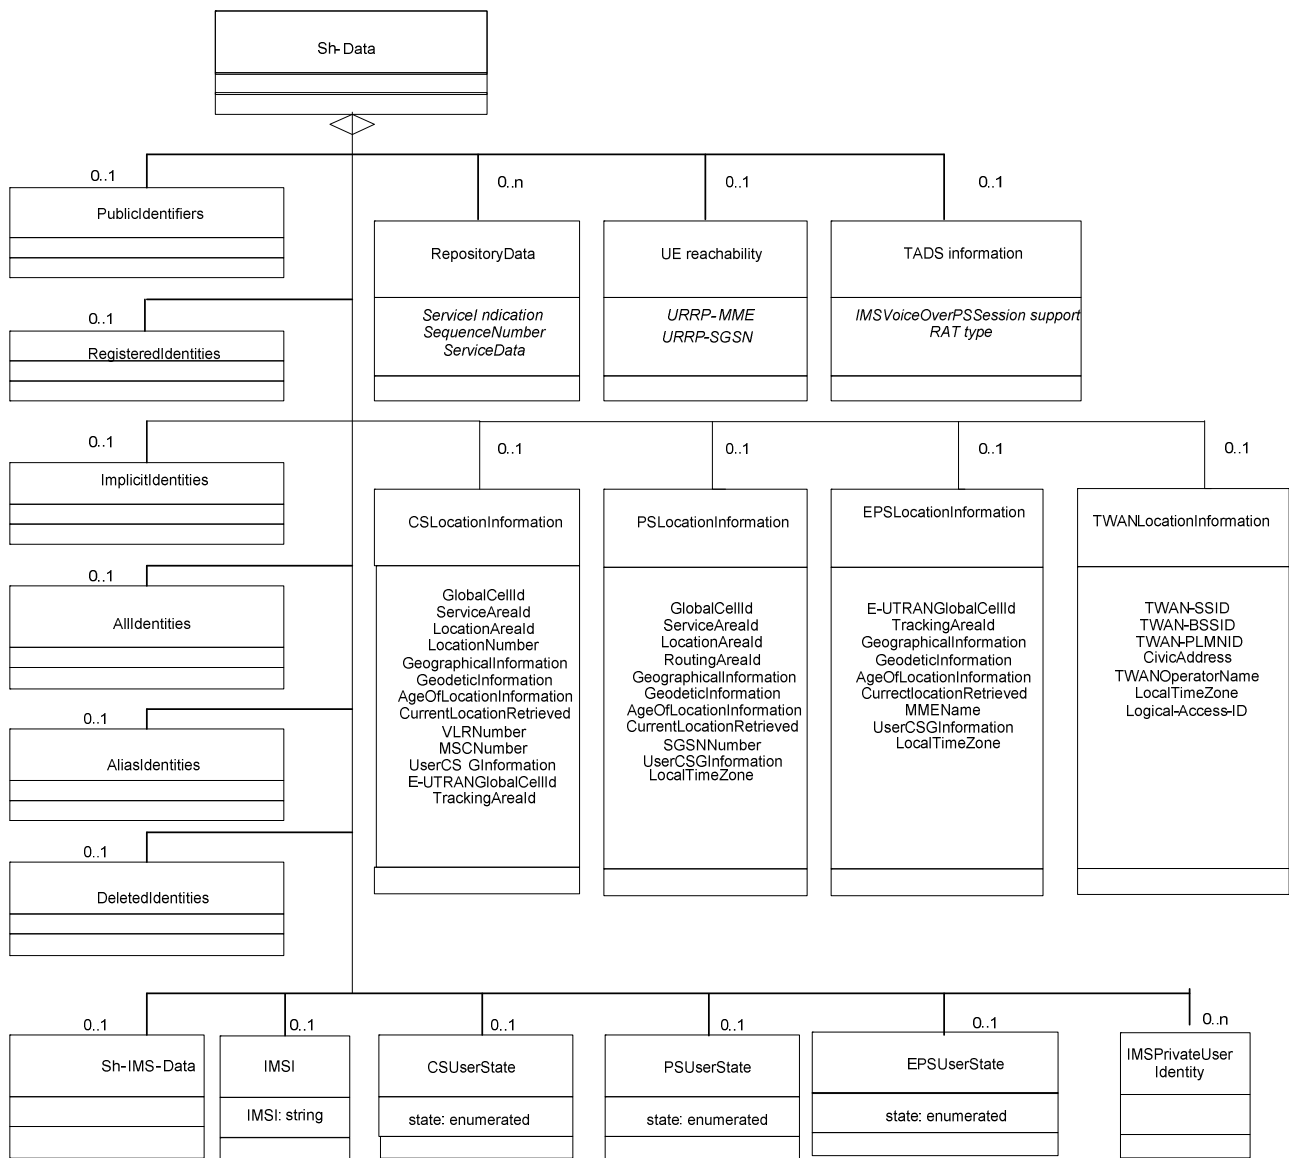 Sh-Data
0..1
PublicIdentifiers
0..n
RepositoryData
ServiceI ndication
SequenceNumber
ServiceData
0..1
UE reachability
URRP-MME
URRP-SGSN
0..1
TADS information
IMSVoiceOverPSSession support
RAT type
0..1
RegisteredIdentities
0..1
ImplicitIdentities
0..1
AllIdentities
0..1
AliasIdentities
0..1
DeletedIdentities
0..1
CSLocationInformation
GlobalCellId
ServiceAreaId
LocationAreaId
LocationNumber
GeographicalInformation
GeodeticInformation
AgeOfLocationInformation
CurrentLocationRetrieved
VLRNumber
MSCNumber
UserCS GInformation
E-UTRANGlobalCellId
TrackingAreaId
0..1
PSLocationInformation
GlobalCellId
ServiceAreaId
LocationAreaId
RoutingAreaId
GeographicalInformation
GeodeticInformation
AgeOfLocationInformation
CurrentLocationRetrieved
SGSNNumber
UserCSGInformation
LocalTimeZone
0..1
EPSLocationInformation
E-UTRANGlobalCellId
TrackingAreaId
GeographicalInformation
GeodeticInformation
AgeOfLocationInformation
CurrectlocationRetrieved
MMEName
UserCSGInformation
LocalTimeZone
0..1
TWANLocationInformation
TWAN-SSID
TWAN-BSSID
TWAN-PLMNID
CivicAddress
TWANOperatorName
LocalTimeZone
Logical-Access-ID
0..1
Sh-IMS-Data
0..1
IMSI
IMSI: string
0..1
CSUserState
state: enumerated
0..1
PSUserState
state: enumerated
0..1
EPSUserState
state: enumerated
0..n
IMSPrivateUser
Identity